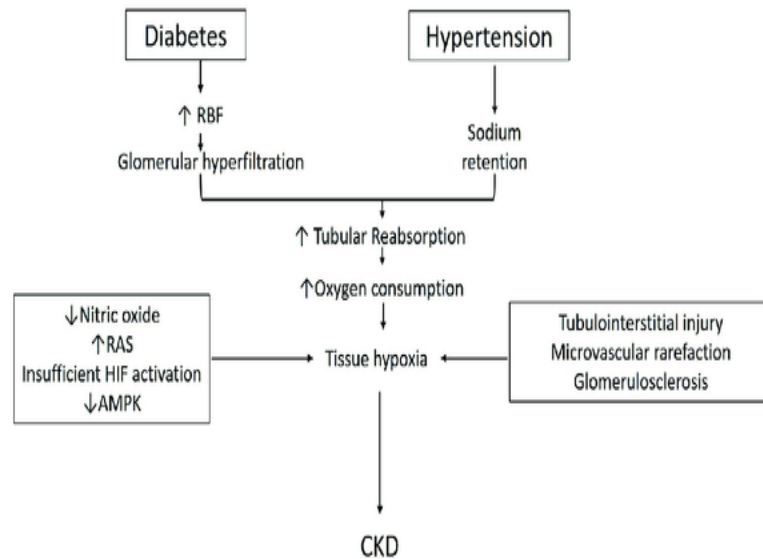 Diabetes
Hypertension
↑ RBF
Glomerular hyperfiltration
Sodium
retention
↑ Tubular Reabsorption
↑Oxygen consumption
↓Nitric oxide
↑RAS
Insufficient HIF activation
↓AMPK
Tissue hypoxia
Tubulointerstitial injury
Microvascular rarefaction
Glomerulosclerosis
CKD